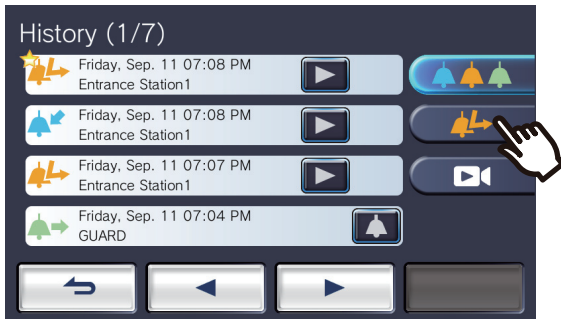 History (1/7)
Friday, Sep. 11 07:08 PM
Entrance Station1
Friday, Sep. 11 07:08 PM
Entrance Station1
Friday, Sep. 11 07:07 PM
Entrance Station1
Friday, Sep. 11 07:04 PM
GUARD